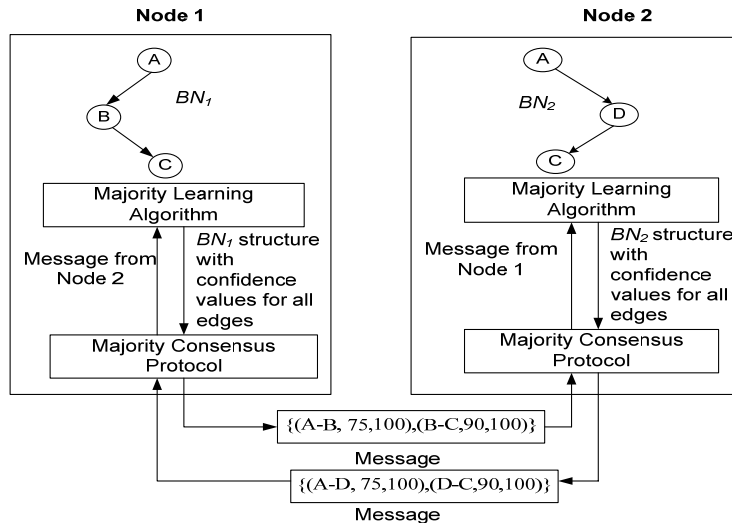 Node 1
Node 2
A
BN1
B
C
Majority Learning
Algorithm
Message from
Node 2
BN1 structure
with
confidence
values for all
edges
Majority Consensus
Protocol
A
BN2
D
C
Majority Learning
Algorithm
Message from
Node 1
BN2 structure
with
confidence
values for all
edges
Majority Consensus
Protocol
{(A-B, 75,100),(B-C,90,100)}
Message
{(A-D, 75,100),(D-C,90,100)}
Message